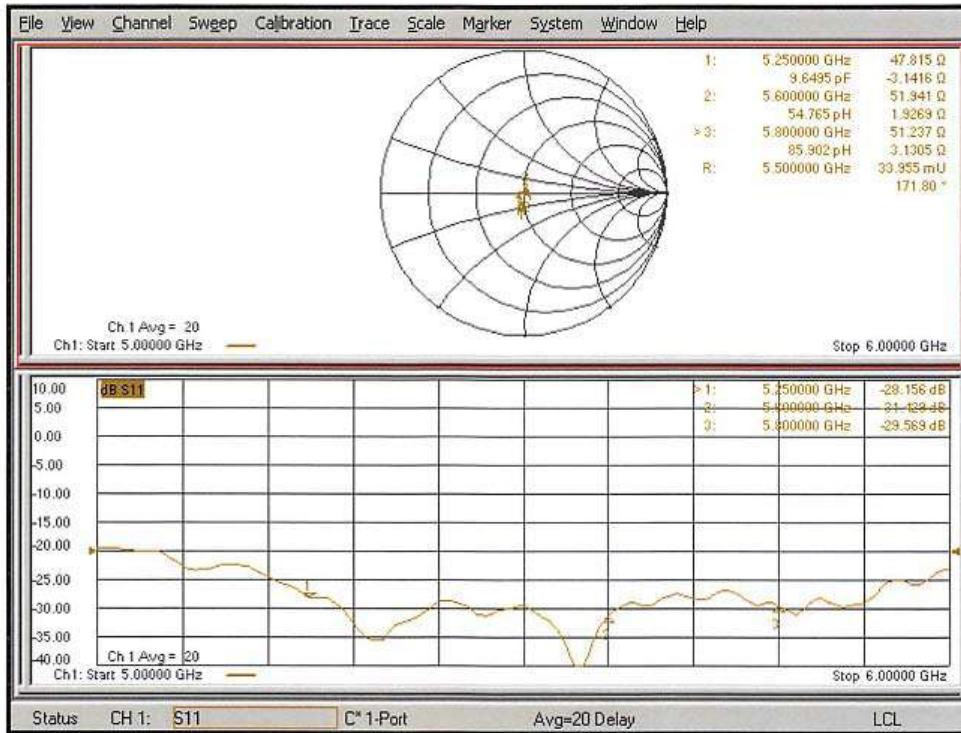 File View Channel Sweep Calibration Trace Scale Marker System Window Help
1: 5.250000 GHz 47.815 Ω
9.6495 pF -3.1416 Ω
2: 5.600000 GHz 51.941 Ω
54.765 pH 1.9269 Ω
> 3: 5.800000 GHz 51.237 Ω
85.902 pH 3.1305 Ω
R: 5.500000 GHz 33.955 mU
171.80 °
Ch 1 Avg = 20
Ch1: Start 5.00000 GHz Stop 6.00000 GHz
10.00 dB S11 > 1: 5.250000 GHz -28.156 dB
5.00 2: 5.600000 GHz dB
0.00 3: 5.800000 GHz -29.569 dB
-5.00
-10.00
-15.00
-20.00
-25.00
-30.00
-35.00
-40.00
Ch 1 Avg = 20
Ch1: Start 5.00000 GHz Stop 6.00000 GHz
Status CH 1: S11 C* 1-Port Avg=20 Delay LCL